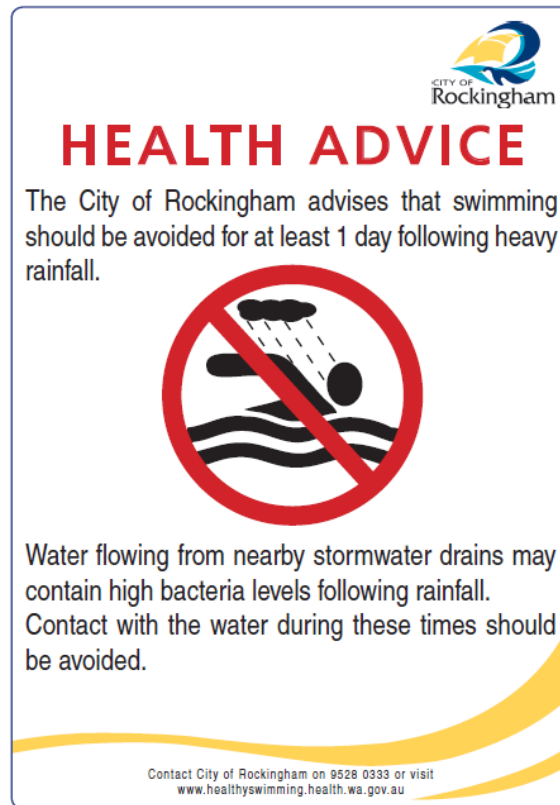 CITY OF
Rockingham
HEALTH ADVICE
The City of Rockingham advises that swimming
should be avoided for at least 1 day following heavy
rainfall.
Water flowing from nearby stormwater drains may
contain high bacteria levels following rainfall.
Contact with the water during these times should
be avoided.
Contact City of Rockingham on 9528 0333 or visit
www.healthyswimming.health.wa.gov.au